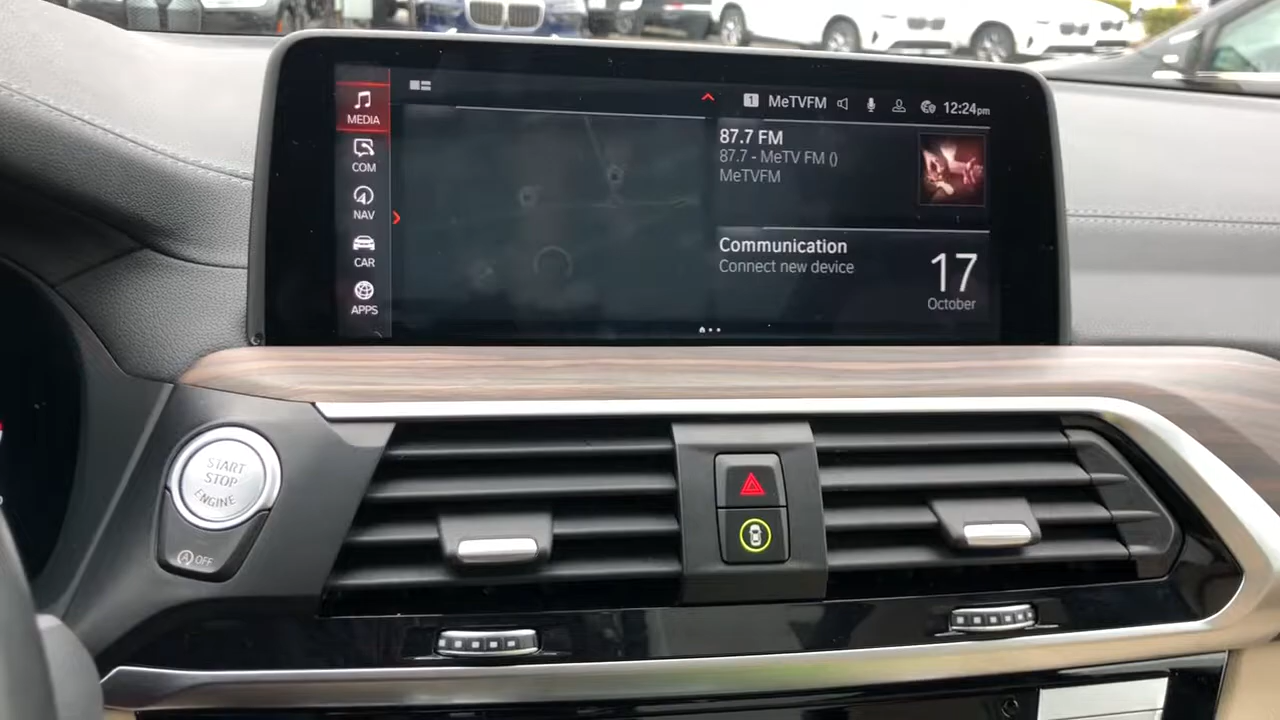 MEDIA
COM
NAV
CAR
APPS
1 MeTVFM 12:24pm
87.7 FM
87.7 - MeTV FM ()
MeTVFM
Communication
Connect new device
17
October
START
STOP
ENGINE
A OFF